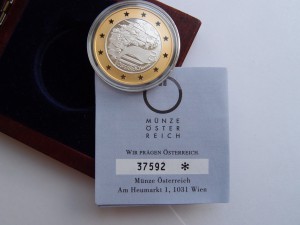 MÜNZE
ÖSTER
REICH
WIR PRÄGEN ÖSTERREICH.
37592 *
Münze Österreich
Am Heumarkt 1, 1031 Wien